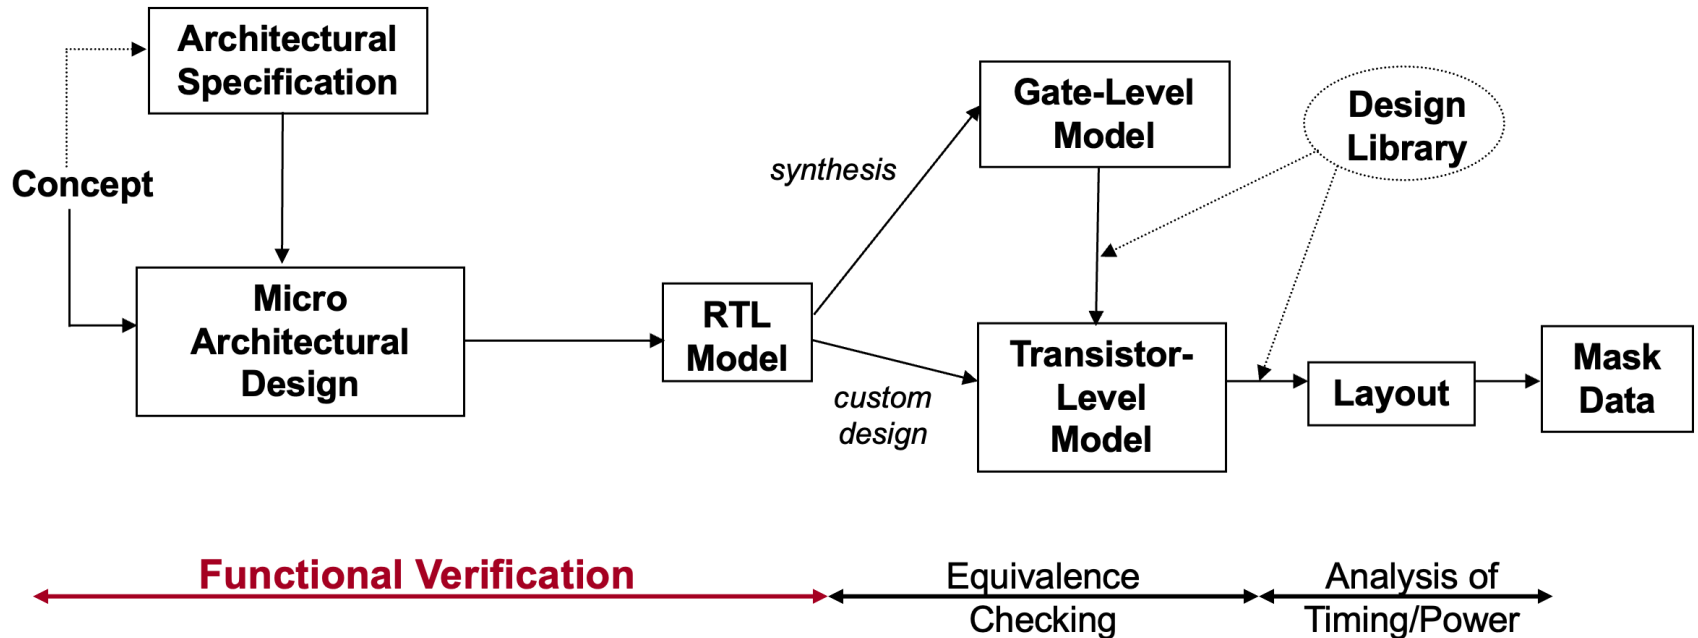 Architectural
Specification
Concept
Micro
Architectural
Design
RTL
Model
synthesis
custom
design
Gate-Level
Model
Design
Library
Transistor-
Level
Model
Layout
Mask
Data
Functional Verification
Equivalence
Checking
Analysis of
Timing/Power